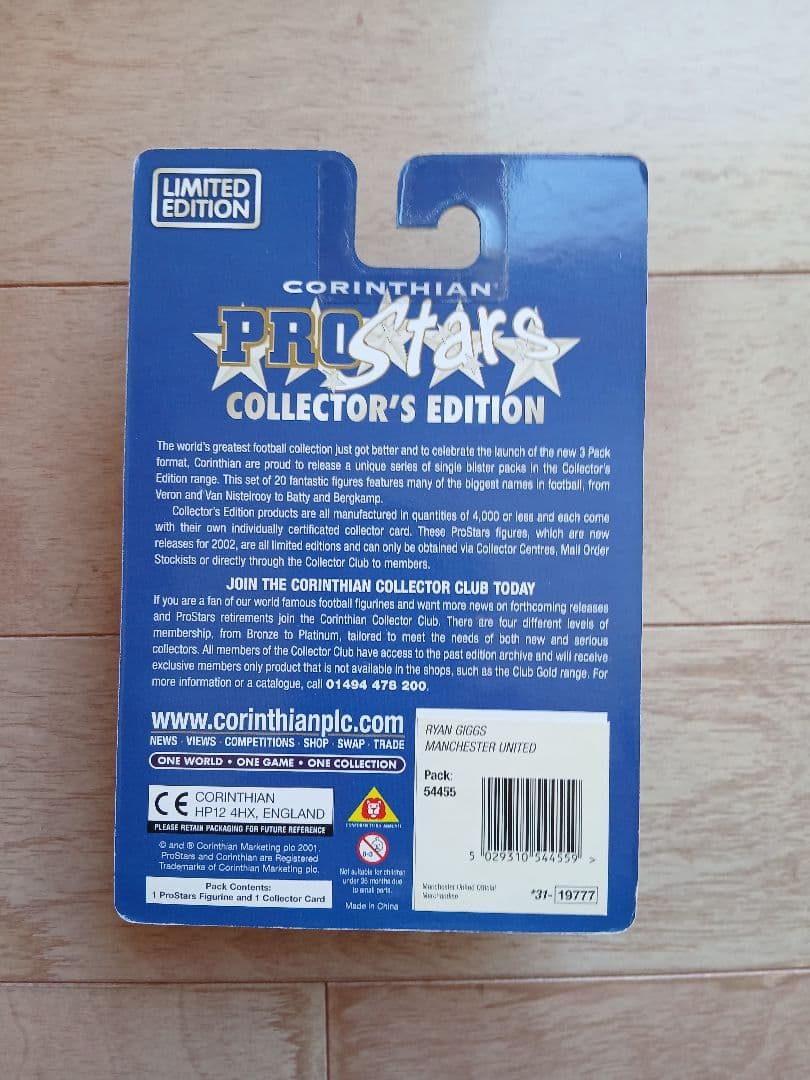 LIMITED
EDITION
CORINTHIAN®
PROStars
COLLECTOR'S EDITION
The world's greatest football collection just got better and to celebrate the launch of the new 3 Pack
format, Corinthian are proud to release a unique series of single blister packs in the Collector's
Edition range. This set of 20 fantastic figures features many of the biggest names in football, from
Veron and Van Nistelrooy to Batty and Bergkamp.
Collector's Edition products are all manufactured in quantities of 4,000 or less and each come
with their own individually certificated collector card. These ProStars figures, which are new
releases for 2002, are all limited editions and can only be obtained via Collector Centres, Mail Order
Stockists or directly through the Collector Club to members.
JOIN THE CORINTHIAN COLLECTOR CLUB TODAY
If you are a fan of our world famous football figurines and want more news on forthcoming releases
and ProStars retirements join the Corinthian Collector Club. There are four different levels of
membership, from Bronze to Platinum, tailored to meet the needs of both new and serious
collectors. All members of the Collector Club have access to the past edition archive and will receive
exclusive members only product that is not available in the shops, such as the Club Gold range. For
more information or a catalogue, call 01494 478 200.
www.corinthianplc.com
NEWS · VIEWS · COMPETITIONS · SHOP · SWAP · TRADE
ONE WORLD • ONE GAME • ONE COLLECTION
CE CORINTHIAN
HP12 4HX, ENGLAND
PLEASE RETAIN PACKAGING FOR FUTURE REFERENCE
© and ® Corinthian Marketing plc 2001.
ProStars and Corinthian are Registered
Trademarks of Corinthian Marketing plc.
Pack Contents:
1 ProStars Figurine and 1 Collector Card
0-3
Not suitable for children
under 36 months due
to small parts.
Made in China
RYAN GIGGS
MANCHESTER UNITED
Pack:
54455
5 029310 544559 >
Manchester United Official
Merchandise
*31- 19777